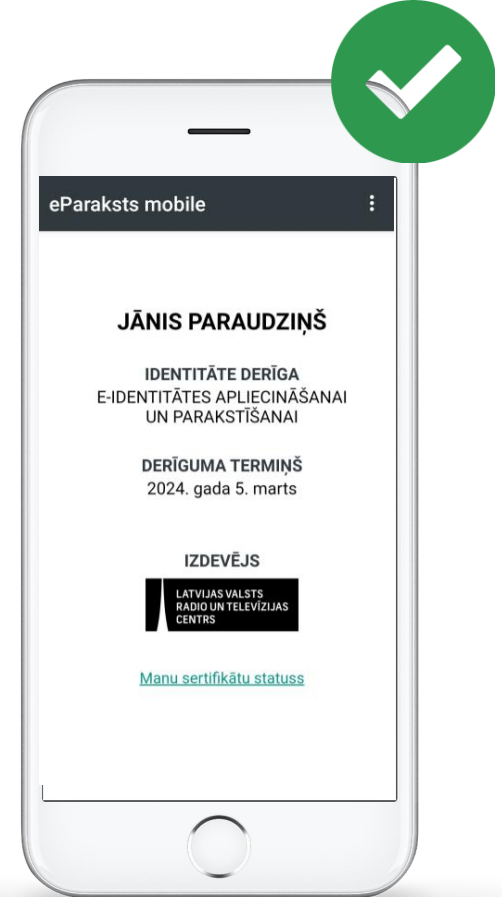 eParaksts mobile
JĀNIS PARAUDZIŅŠ
IDENTITĀTE DERĪGA
E-IDENTITĀTES APLIECINĀŠANAI
UN PARAKSTĪŠANAI
DERĪGUMA TERMIŅŠ
2024. gada 5. marts
IZDEVĒJS
LATVIJAS VALSTS
RADIO UN TELEVĪZIJAS
CENTRS
Manu sertifikātu statuss